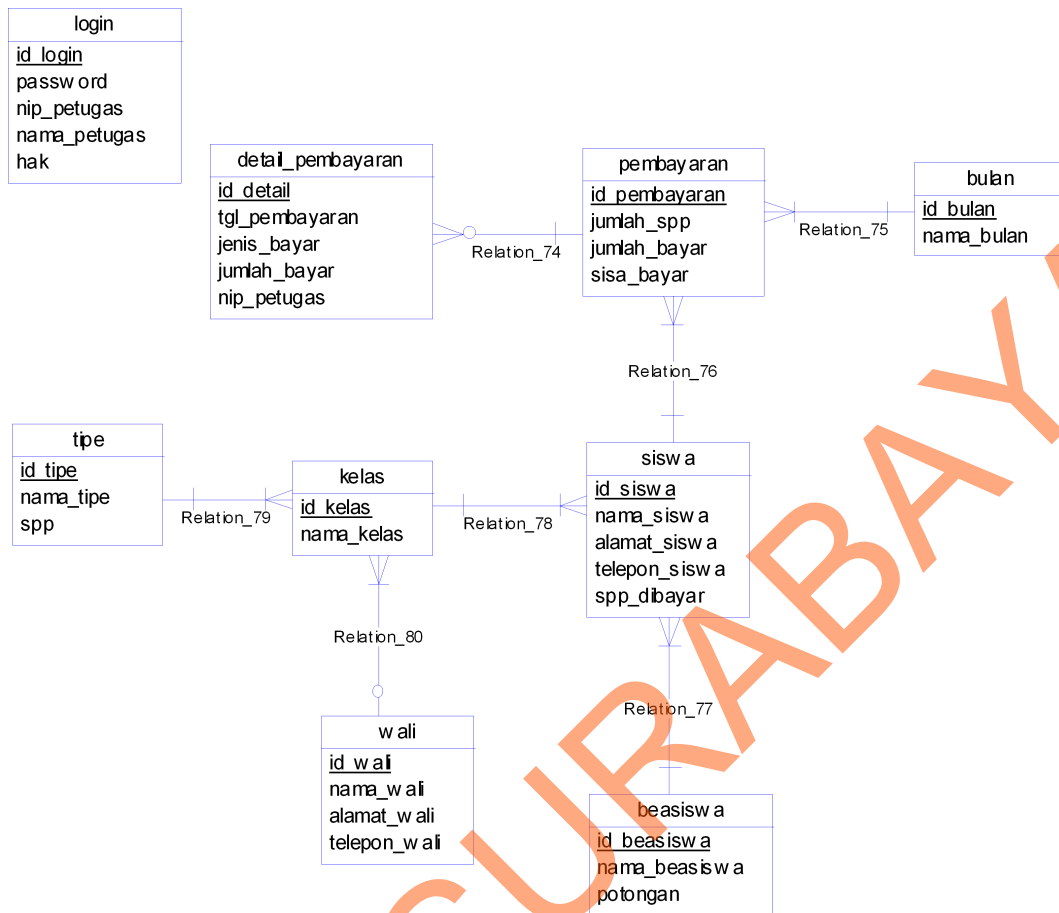 login
id_login
password
nip_petugas
nama_petugas
hak
detail_pembayaran
id_detail
tgl_pembayaran
jenis_bayar
jumlah_bayar
nip_petugas
Relation_74
pembayaran
id_pembayaran
jumlah_spp
jumlah_bayar
sisa_bayar
Relation_75
bulan
id_bulan
nama_bulan
Relation_76
tipe
id_tipe
nama_tipe
spp
Relation_79
kelas
id_kelas
nama_kelas
Relation_78
siswa
id_siswa
nama_siswa
alamat_siswa
telepon_siswa
spp_dibayar
Relation_80
Relation_77
wali
id_wali
nama_wali
alamat_wali
telepon_wali
beasiswa
id_beasiswa
nama_beasiswa
potongan
SURABAYA